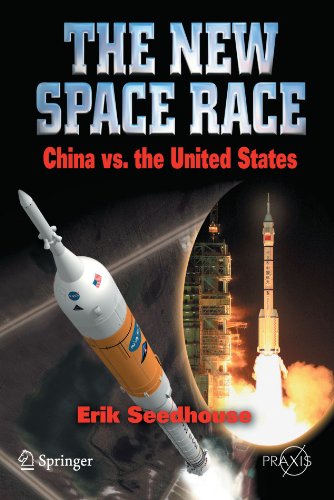 THE NEW
SPACE RACE
China vs. the United States
Erik Seedhouse
Springer
PRAXIS